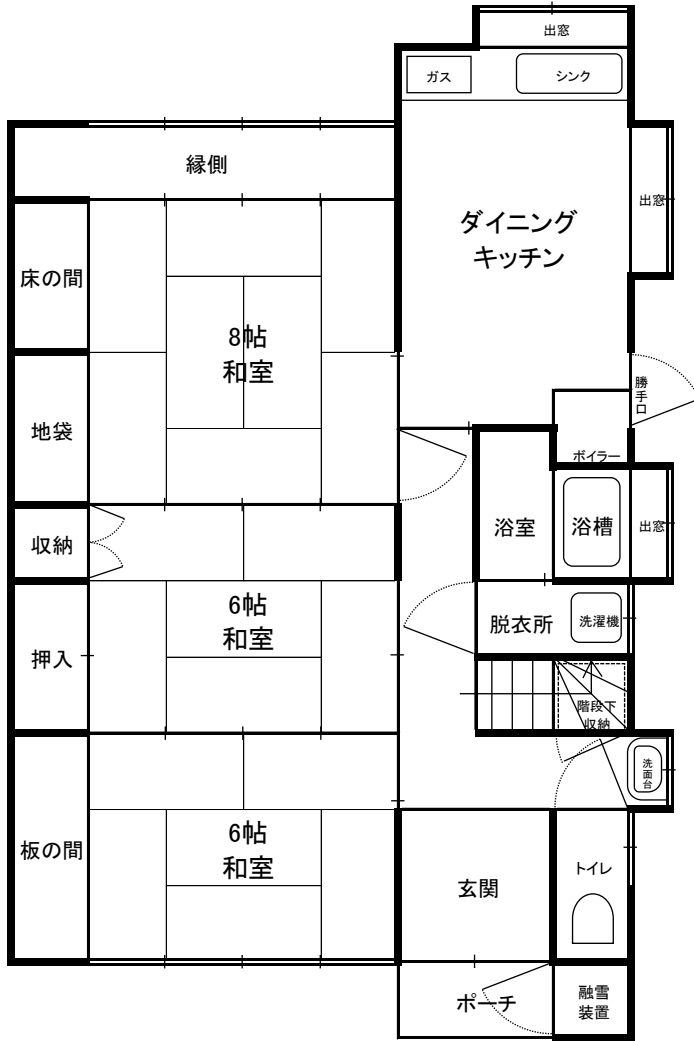 出窓
ガス
シンク
縁側
出窓
ダイニング
キッチン
床の間
8帖
和室
勝手口
地袋
ボイラー
収納
浴室
浴槽
出窓
6帖
和室
脱衣所
洗濯機
押入
階段下
収納
洗面台
板の間
6帖
和室
トイレ
玄関
ポーチ
融雪
装置